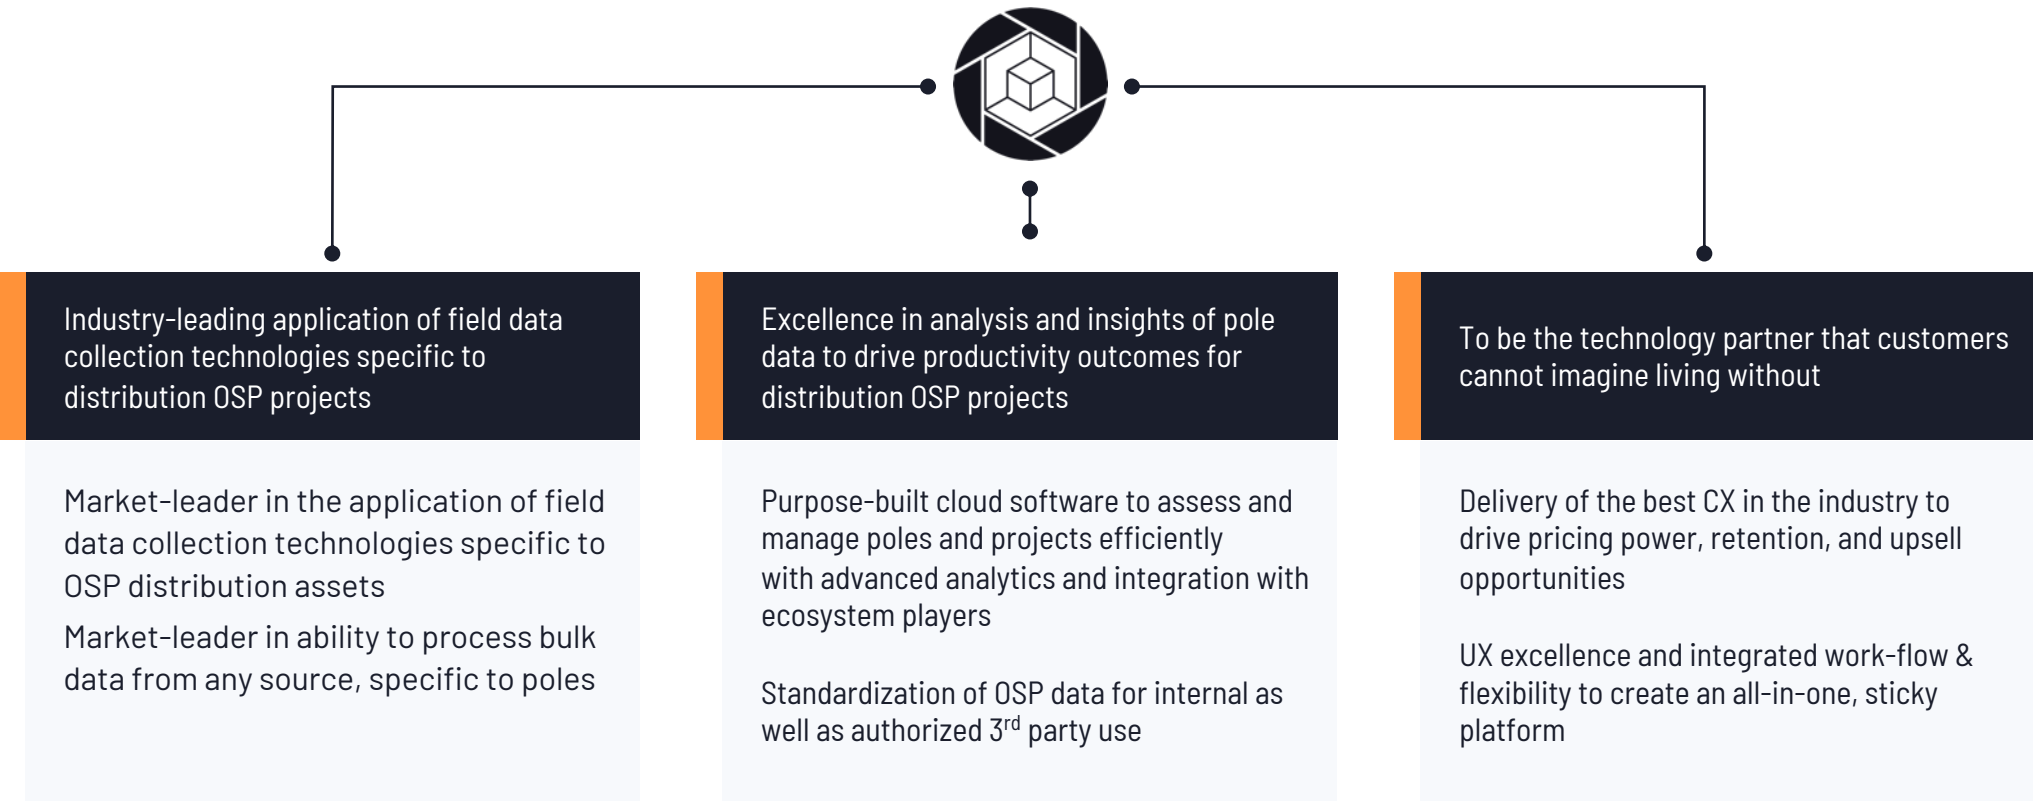 Industry-leading application of field data
collection technologies specific to
distribution OSP projects
Market-leader in the application of field
data collection technologies specific to
OSP distribution assets
Market-leader in ability to process bulk
data from any source, specific to poles
Excellence in analysis and insights of pole
data to drive productivity outcomes for
distribution OSP projects
Purpose-built cloud software to assess and
manage poles and projects efficiently
with advanced analytics and integration with
ecosystem players
Standardization of OSP data for internal as
well as authorized 3rd party use
To be the technology partner that customers
cannot imagine living without
Delivery of the best CX in the industry to
drive pricing power, retention, and upsell
opportunities
UX excellence and integrated work-flow &
flexibility to create an all-in-one, sticky
platform